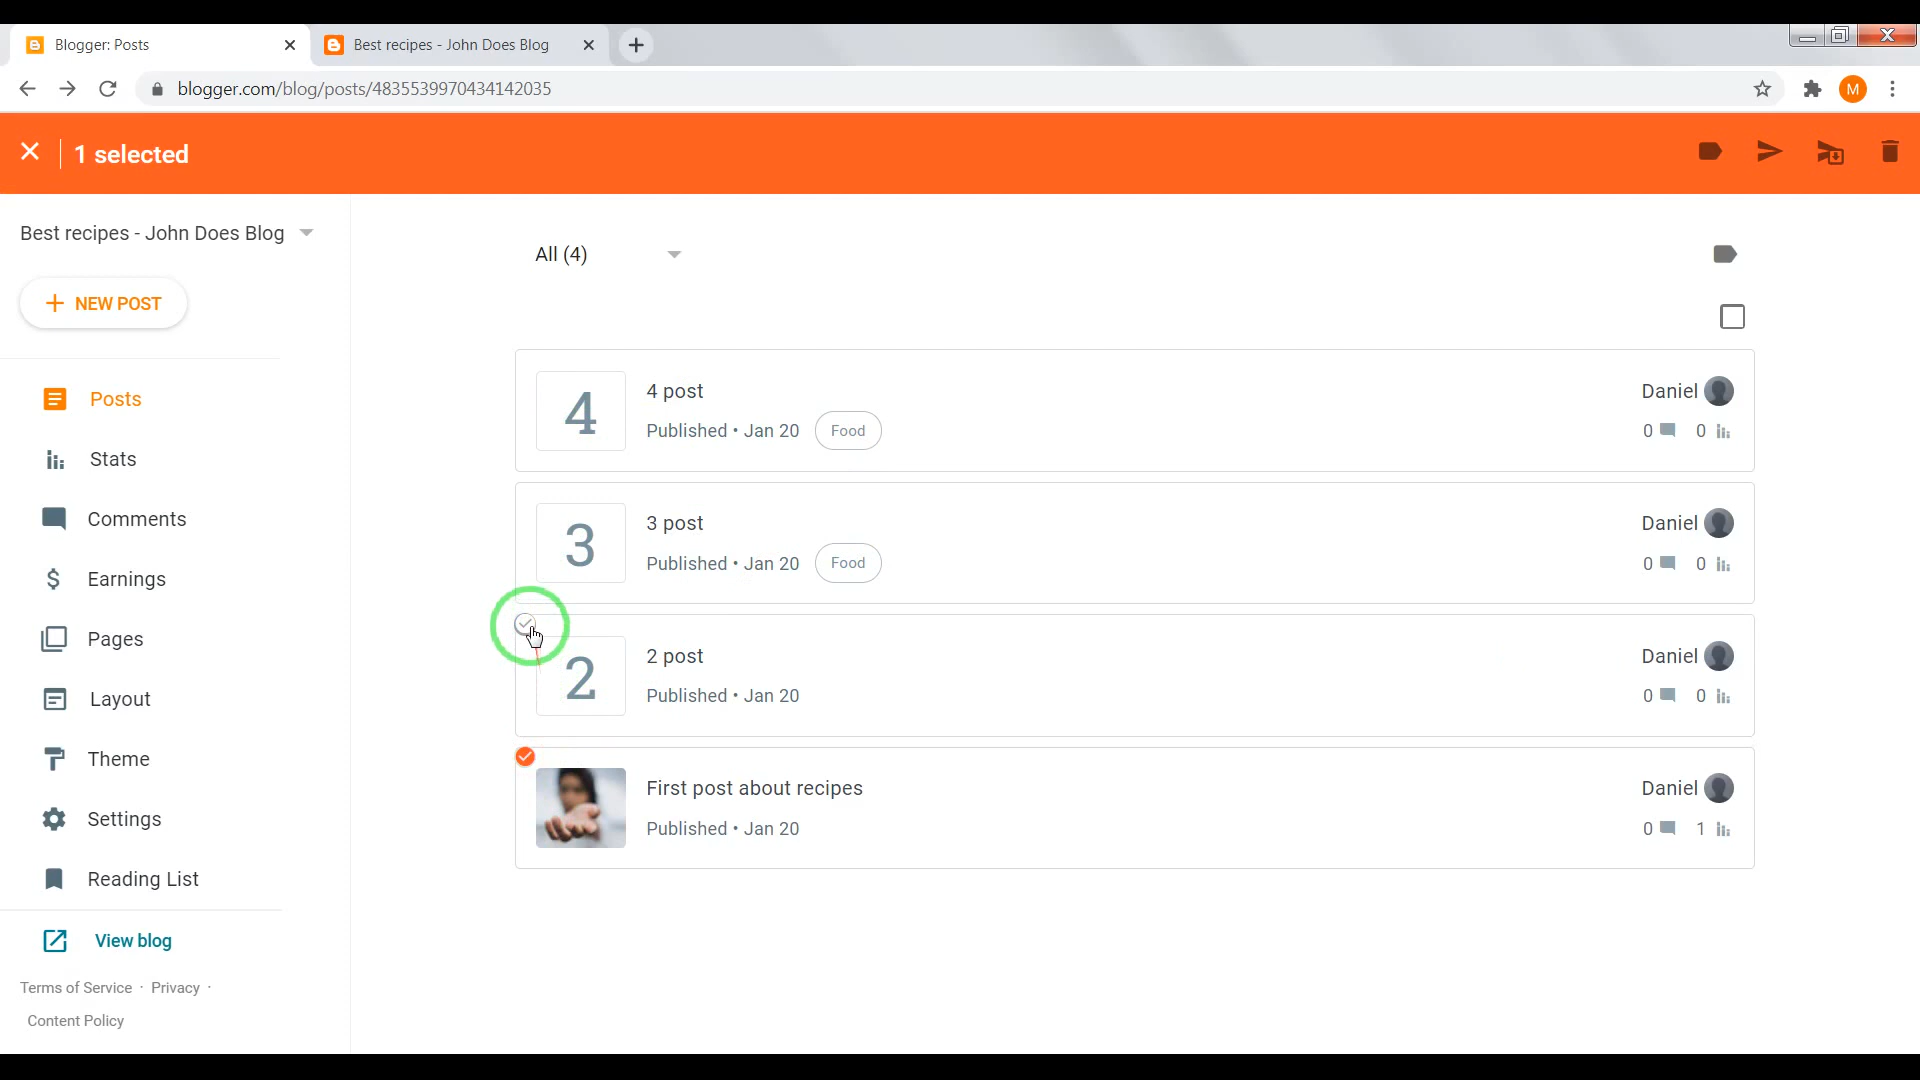 Blogger: Posts
Best recipes - John Does Blog
blogger.com/blog/posts/4835539970434142035
M
1 selected
Best recipes - John Does Blog
All (4)
NEW POST
4
4 post
Published • Jan 20
Food
Daniel
0
0
3
3 post
Published • Jan 20
Food
Daniel
0
0
2
2 post
Published • Jan 20
Daniel
0
0
First post about recipes
Published • Jan 20
Daniel
0
1
Posts
Stats
Comments
Earnings
Pages
Layout
Theme
Settings
Reading List
View blog
Terms of Service · Privacy ·
Content Policy